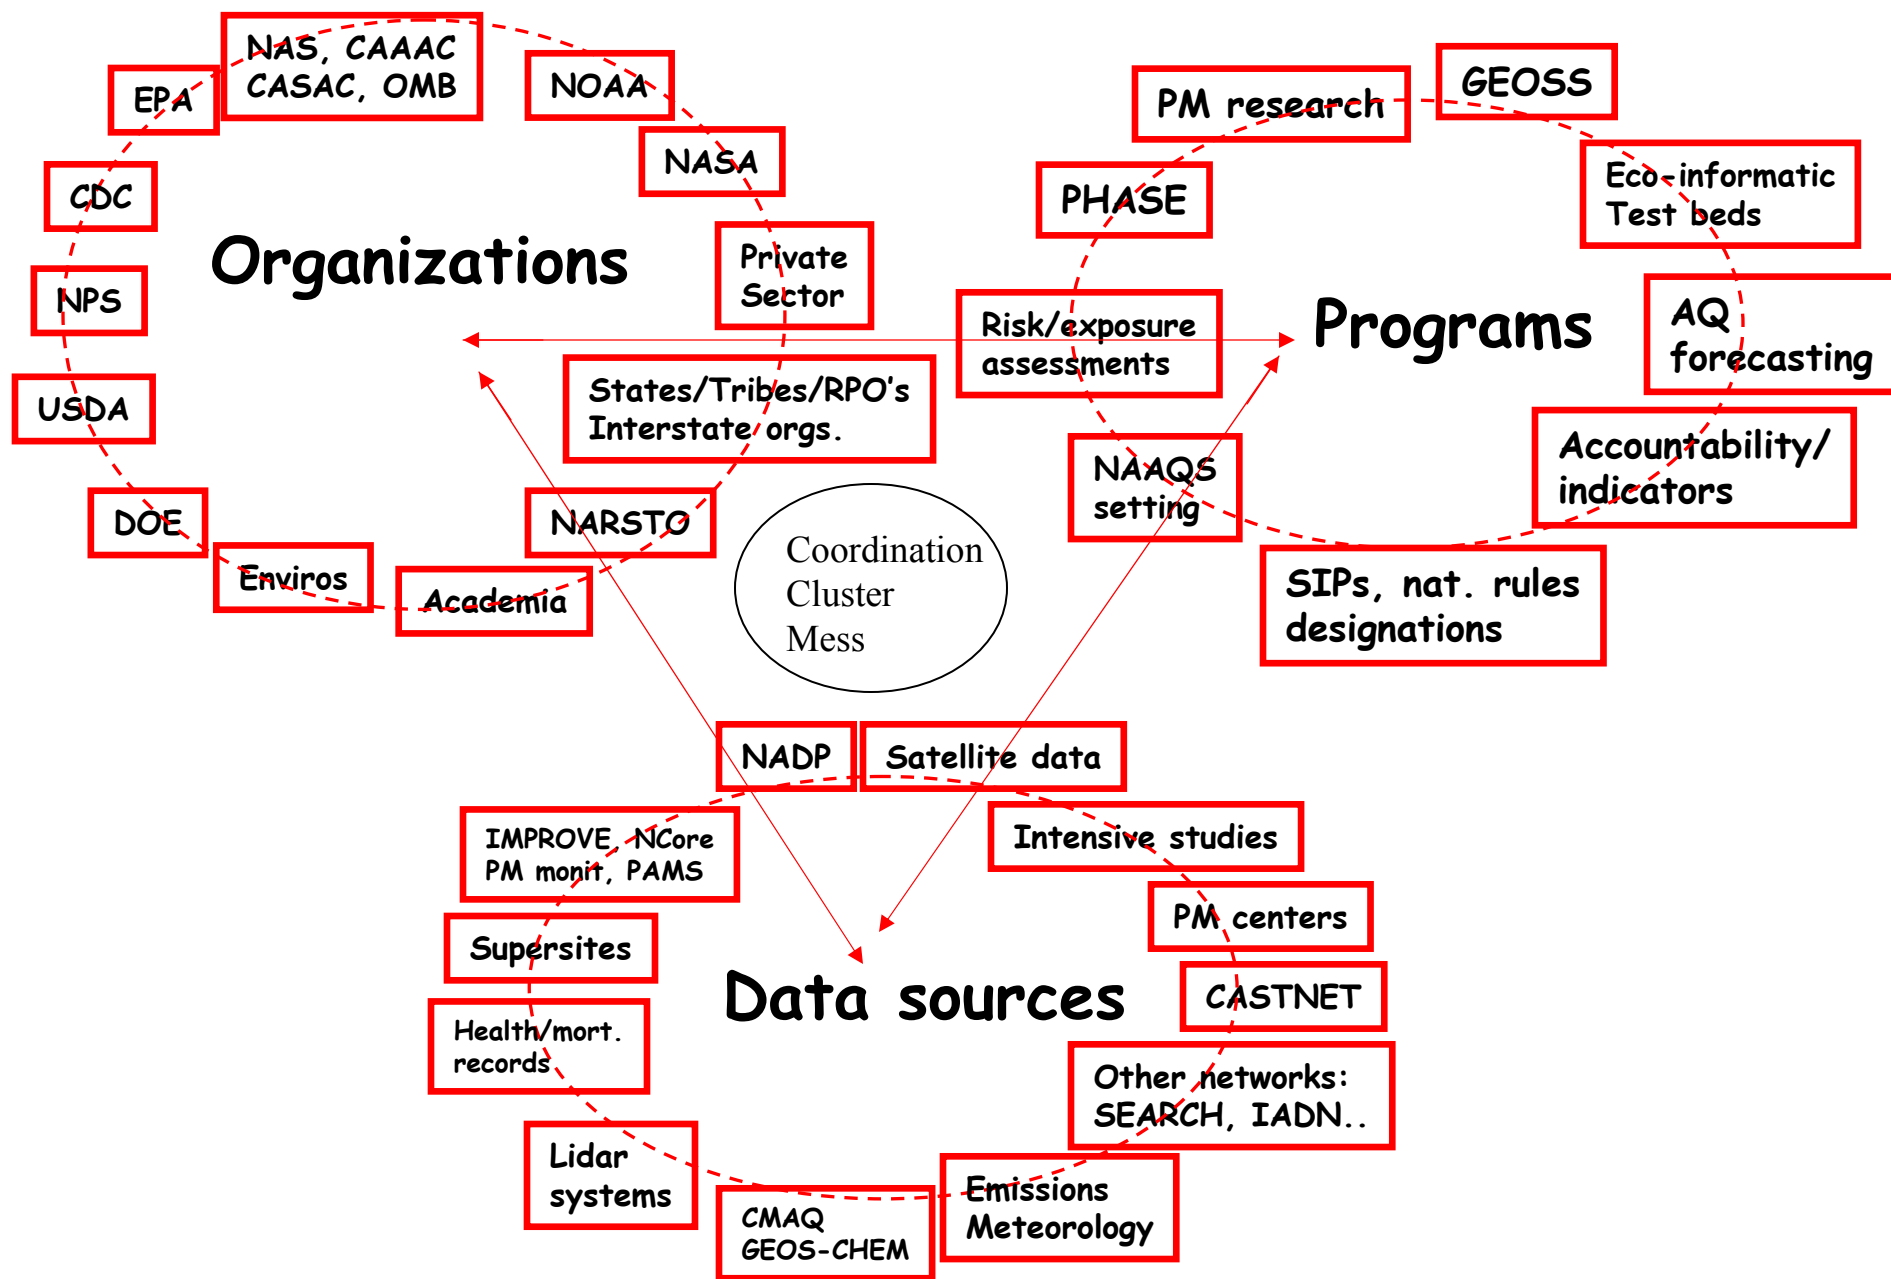 NAS, CAAAC
CASAC, OMB
EPA
NOAA
NASA
CDC
Private
Sector
NPS
Organizations
States/Tribes/RPO's
Interstate orgs.
USDA
NARSTO
DOE
Enviros
Academia
GEOSS
PM research
Eco-informatic
Test beds
PHASE
Risk/exposure
assessments
Programs
AQ
forecasting
Accountability/
indicators
NAAQS
setting
SIPs, nat. rules
designations
Coordination
Cluster
Mess
NADP
Satellite data
IMPROVE, NCore
PM monit, PAMS
Intensive studies
PM centers
Supersites
Data sources
CASTNET
Health/mort.
records
Other networks:
SEARCH, IADN..
Lidar
systems
Emissions
Meteorology
CMAQ
GEOS-CHEM